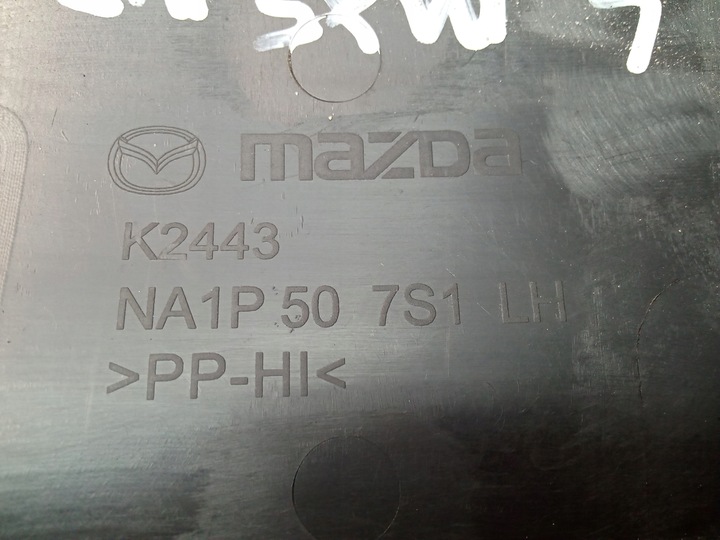 mazda
K2443
NA1P 50 7S1 LH
>PP-HI<